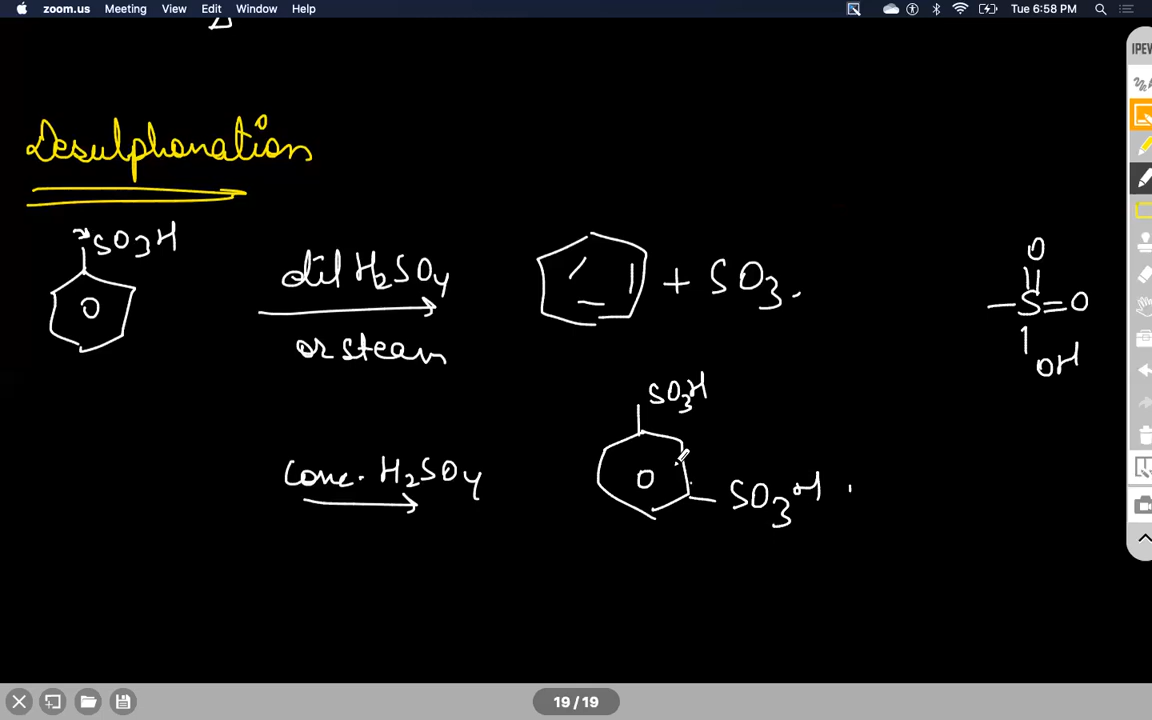 zoom.us Meeting View Window Help Tue 6:58 PM
Desulphonation
SO3H
dil H2SO4
or steam
+ SO3.
O
S=O
OH
SO3H
conc. H2SO4
O
SO3H
O
19 / 19